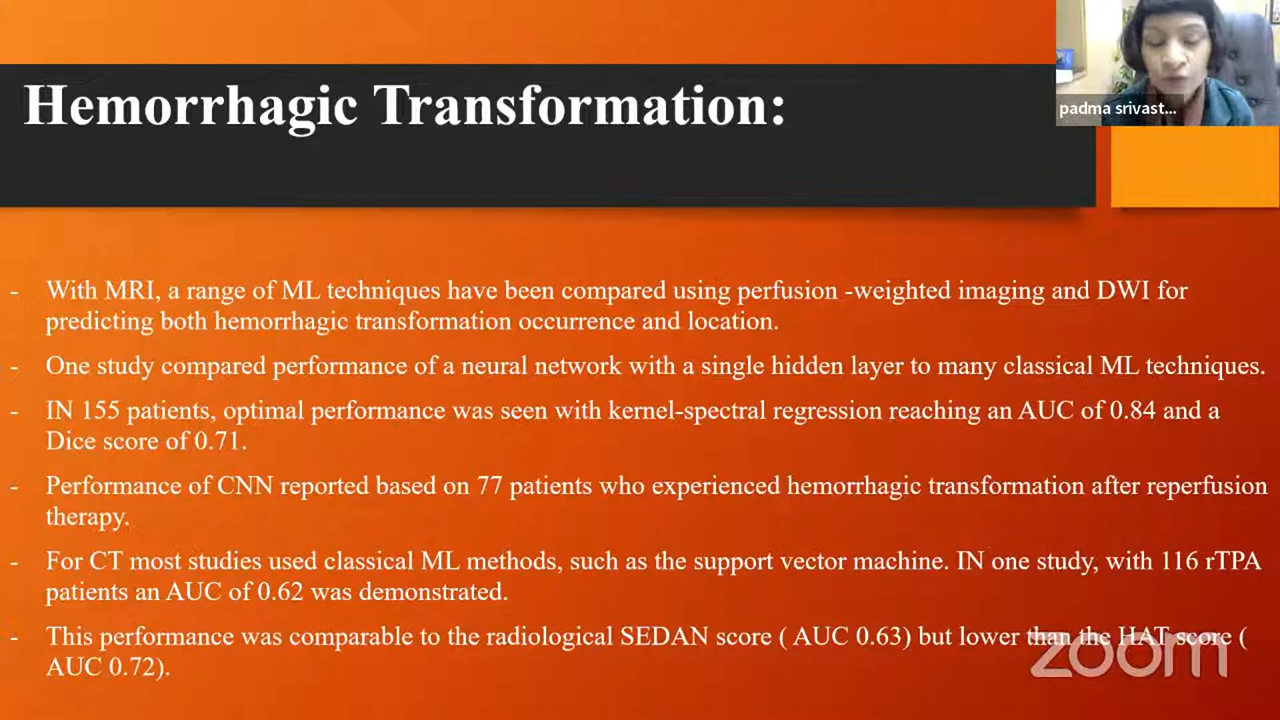 padma srivast...
Hemorrhagic Transformation:
- With MRI, a range of ML techniques have been compared using perfusion -weighted imaging and DWI for
predicting both hemorrhagic transformation occurrence and location.
- One study compared performance of a neural network with a single hidden layer to many classical ML techniques.
- IN 155 patients, optimal performance was seen with kernel-spectral regression reaching an AUC of 0.84 and a
Dice score of 0.71.
- Performance of CNN reported based on 77 patients who experienced hemorrhagic transformation after reperfusion
therapy.
- For CT most studies used classical ML methods, such as the support vector machine. IN one study, with 116 rTPA
patients an AUC of 0.62 was demonstrated.
- This performance was comparable to the radiological SEDAN score ( AUC 0.63) but lower than the HAT score (
AUC 0.72).
zoom